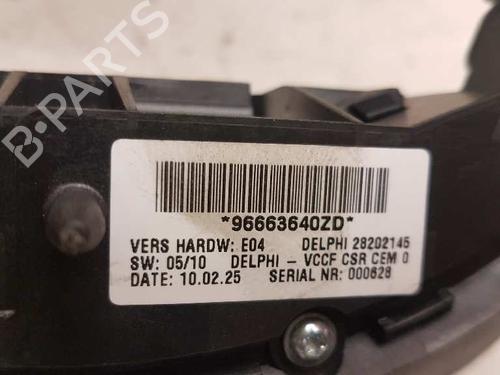 B-PARTS
*96663640ZD*
VERS HARDW: E04 DELPHI 28202145
SW: 05/10 DELPHI - VCCF CSR CEM 0
DATE: 10.02.25 SERIAL NR: 000628